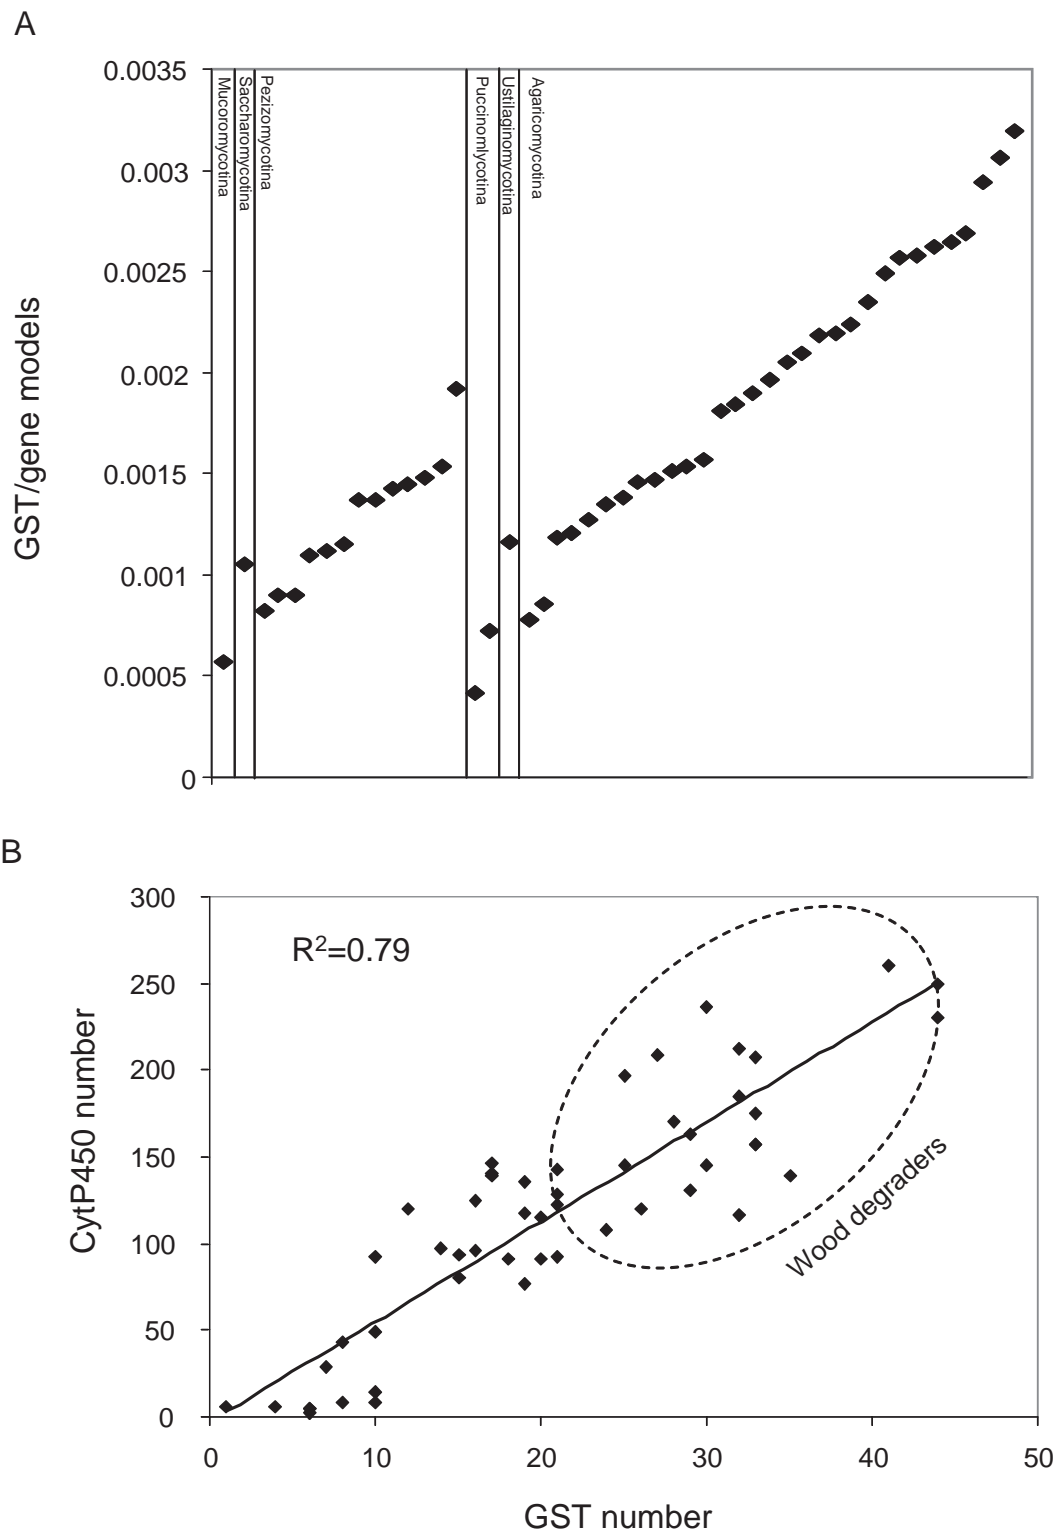 A
0.0035
0.003
0.0025
0.002
0.0015
0.001
0.0005
0
GST/gene models
Mucoromycotina
Saccharomycotina
Pezizomycotina
Puccinomlycotina
Ustilaginomycotina
Agaricomycotina
B
300
250
200
150
100
50
0
CytP450 number
R²=0.79
Wood degraders
0 10 20 30 40 50
GST number